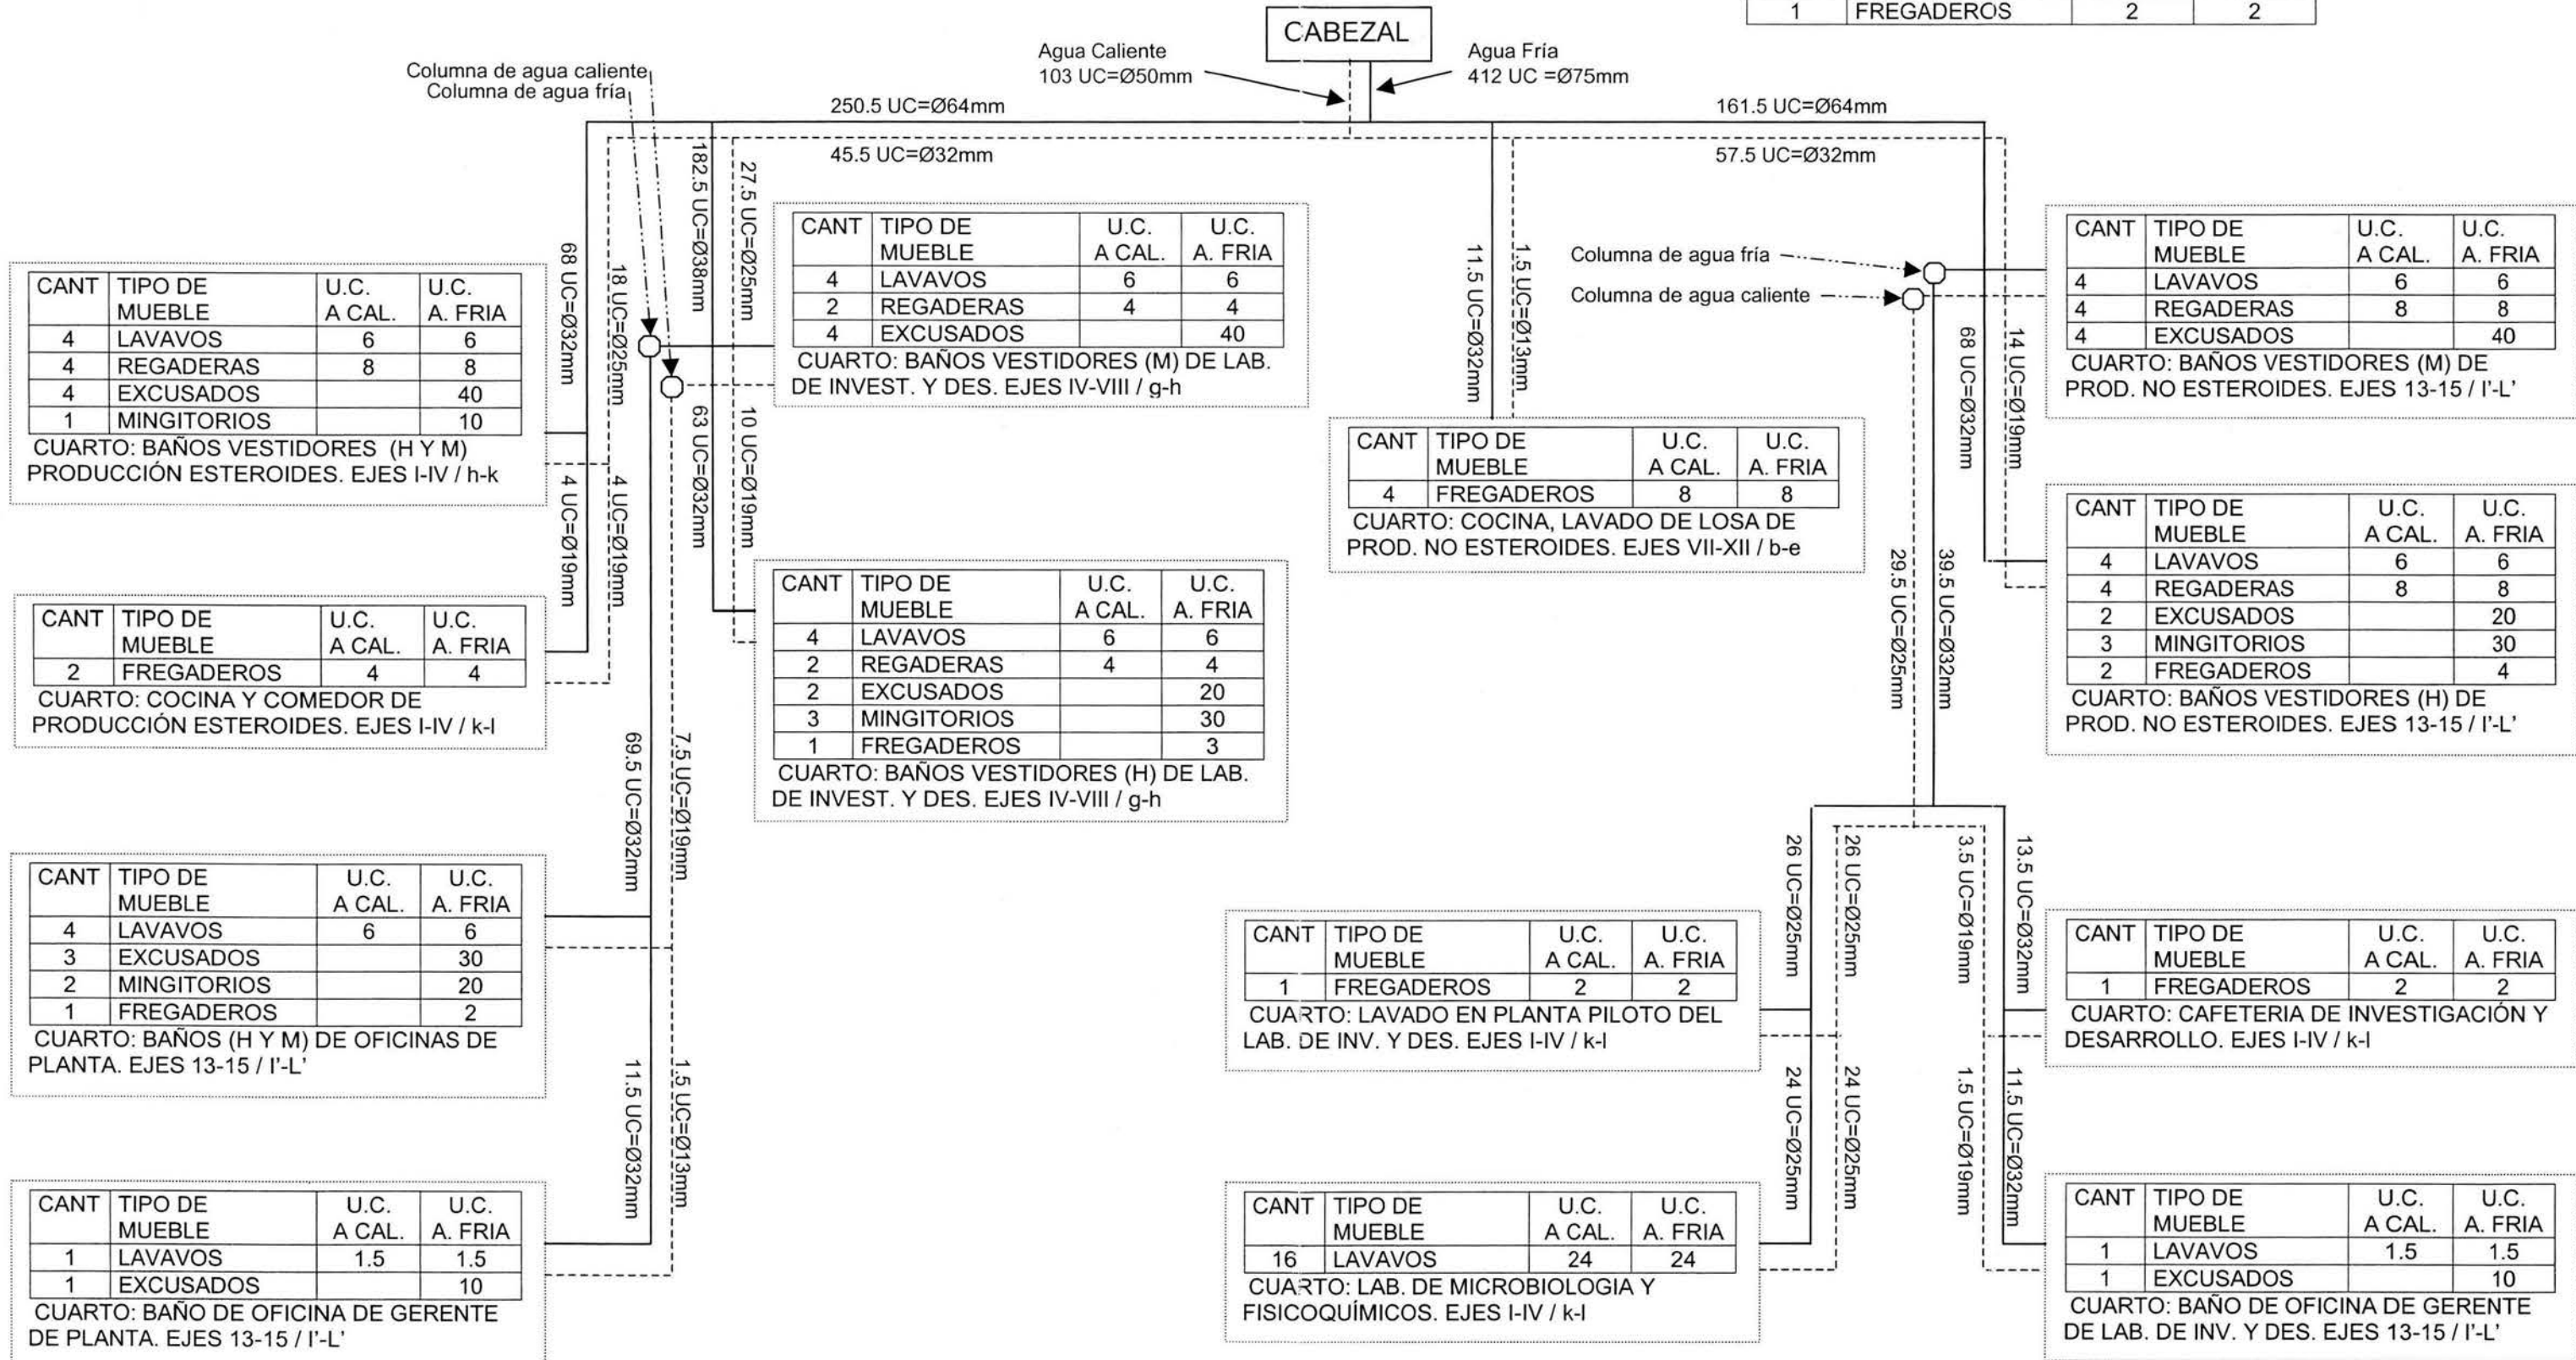 1 FREGADEROS 2 2
CABEZAL
Agua Caliente
103 UC=Ø50mm
Agua Fría
412 UC =Ø75mm
Columna de agua caliente
Columna de agua fría
250.5 UC=Ø64mm
161.5 UC=Ø64mm
45.5 UC=Ø32mm
57.5 UC=Ø32mm
68 UC=Ø32mm
18 UC=Ø25mm
182.5 UC=Ø38mm
27.5 UC=Ø25mm
11.5 UC=Ø32mm
1.5 UC=Ø13mm
Columna de agua fría
Columna de agua caliente
68 UC=Ø32mm
14 UC=Ø19mm
CANT TIPO DE MUEBLE U.C. A CAL. U.C. A. FRIA
4 LAVAVOS 6 6
4 REGADERAS 8 8
4 EXCUSADOS 40
1 MINGITORIOS 10
CUARTO: BAÑOS VESTIDORES (H Y M)
PRODUCCIÓN ESTEROIDES. EJES I-IV / h-k
CANT TIPO DE MUEBLE U.C. A CAL. U.C. A. FRIA
4 LAVAVOS 6 6
2 REGADERAS 4 4
4 EXCUSADOS 40
CUARTO: BAÑOS VESTIDORES (M) DE LAB.
DE INVEST. Y DES. EJES IV-VIII / g-h
CANT TIPO DE MUEBLE U.C. A CAL. U.C. A. FRIA
4 FREGADEROS 8 8
CUARTO: COCINA, LAVADO DE LOSA DE
PROD. NO ESTEROIDES. EJES VII-XII / b-e
CANT TIPO DE MUEBLE U.C. A CAL. U.C. A. FRIA
4 LAVAVOS 6 6
4 REGADERAS 8 8
4 EXCUSADOS 40
CUARTO: BAÑOS VESTIDORES (M) DE
PROD. NO ESTEROIDES. EJES 13-15 / I'-L'
4 UC=Ø19mm
4 UC=Ø19mm
63 UC=Ø32mm
10 UC=Ø19mm
CANT TIPO DE MUEBLE U.C. A CAL. U.C. A. FRIA
2 FREGADEROS 4 4
CUARTO: COCINA Y COMEDOR DE
PRODUCCIÓN ESTEROIDES. EJES I-IV / k-l
CANT TIPO DE MUEBLE U.C. A CAL. U.C. A. FRIA
4 LAVAVOS 6 6
2 REGADERAS 4 4
2 EXCUSADOS 20
3 MINGITORIOS 30
1 FREGADEROS 3
CUARTO: BAÑOS VESTIDORES (H) DE LAB.
DE INVEST. Y DES. EJES IV-VIII / g-h
CANT TIPO DE MUEBLE U.C. A CAL. U.C. A. FRIA
4 LAVAVOS 6 6
4 REGADERAS 8 8
2 EXCUSADOS 20
3 MINGITORIOS 30
2 FREGADEROS 4
CUARTO: BAÑOS VESTIDORES (H) DE
PROD. NO ESTEROIDES. EJES 13-15 / I'-L'
69.5 UC=Ø32mm
7.5 UC=Ø19mm
29.5 UC=Ø25mm
39.5 UC=Ø32mm
26 UC=Ø25mm
26 UC=Ø25mm
3.5 UC=Ø19mm
13.5 UC=Ø32mm
CANT TIPO DE MUEBLE U.C. A CAL. U.C. A. FRIA
4 LAVAVOS 6 6
3 EXCUSADOS 30
2 MINGITORIOS 20
1 FREGADEROS 2
CUARTO: BAÑOS (H Y M) DE OFICINAS DE
PLANTA. EJES 13-15 / I'-L'
CANT TIPO DE MUEBLE U.C. A CAL. U.C. A. FRIA
1 FREGADEROS 2 2
CUARTO: LAVADO EN PLANTA PILOTO DEL
LAB. DE INV. Y DES. EJES I-IV / k-l
CANT TIPO DE MUEBLE U.C. A CAL. U.C. A. FRIA
1 FREGADEROS 2 2
CUARTO: CAFETERIA DE INVESTIGACIÓN Y
DESARROLLO. EJES I-IV / k-l
11.5 UC=Ø32mm
1.5 UC=Ø13mm
24 UC=Ø25mm
24 UC=Ø25mm
1.5 UC=Ø19mm
11.5 UC=Ø32mm
CANT TIPO DE MUEBLE U.C. A CAL. U.C. A. FRIA
1 LAVAVOS 1.5 1.5
1 EXCUSADOS 10
CUARTO: BAÑO DE OFICINA DE GERENTE
DE PLANTA. EJES 13-15 / I'-L'
CANT TIPO DE MUEBLE U.C. A CAL. U.C. A. FRIA
16 LAVAVOS 24 24
CUARTO: LAB. DE MICROBIOLOGIA Y
FISICOQUÍMICOS. EJES I-IV / k-l
CANT TIPO DE MUEBLE U.C. A CAL. U.C. A. FRIA
1 LAVAVOS 1.5 1.5
1 EXCUSADOS 10
CUARTO: BAÑO DE OFICINA DE GERENTE
DE LAB. DE INV. Y DES. EJES 13-15 / I'-L'